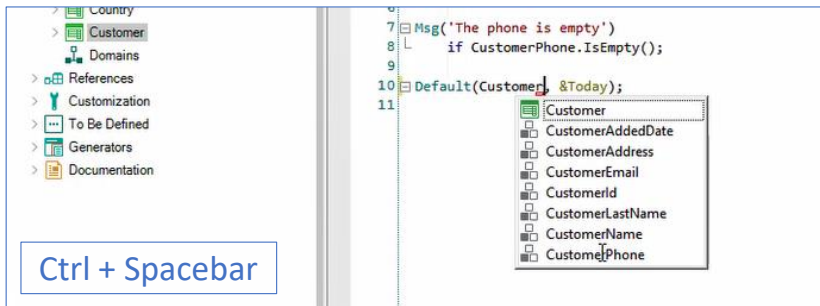 Country
Customer
Domains
References
Customization
To Be Defined
Generators
Documentation
Ctrl + Spacebar
6
7 Msg('The phone is empty')
8 if CustomerPhone.IsEmpty();
9
10 Default(Customer, &Today);
11
Customer
CustomerAddedDate
CustomerAddress
CustomerEmail
CustomerId
CustomerLastName
CustomerName
CustomerPhone